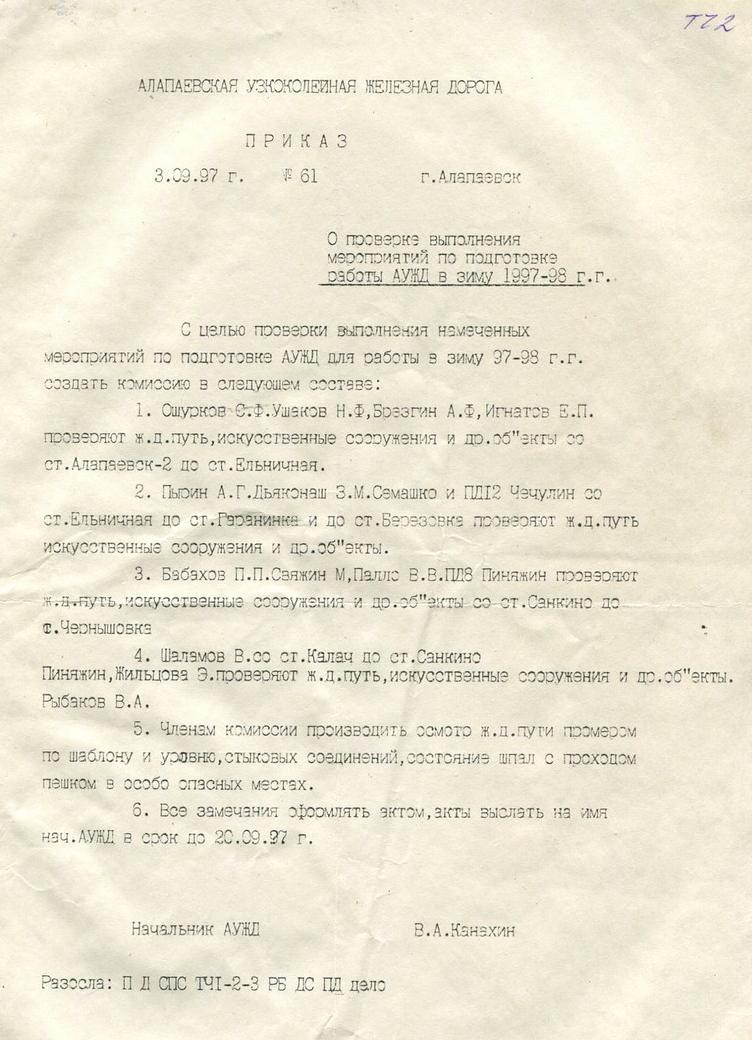 ТЧ2
АЛАПАЕВСКАЯ УЗКОКОЛЕЙНАЯ ЖЕЛЕЗНАЯ ДОРОГА
П Р И К А З
3.09.97 г. № 61 г.Алапаевск
О проверке выполнения
мероприятий по подготовке
работы АУЖД в зиму 1997-98 г.г.
С целью проверки выполнения намеченных
мероприятий по подготовке АУЖД для работы в зиму 97-98 г.г.
создать комиссию в следующем составе:
1. Ошурков С.Ф.Ушаков Н.Ф,Брезгин А.Ф,Игнатов Е.П.
проверяют ж.д.путь,искусственные сооружения и др.об"екты со
ст.Алапаевск-2 до ст.Ельничная.
2. Пырин А.Г.Дьяконаш З.М.Семашко и ПДI2 Чечулин со
ст.Ельничная до ст.Гаранинка и до ст.Березовка проверяют ж.д.путь
искусственные сооружения и др.об"екты.
3. Бабахов П.П.Свяжин М,Паллс В.В.ПД8 Пиняжин проверяют
ж.д.путь,искусственные сооружения и др.об"екты со ст.Санкино до
ф.Чернышовка
4. Шаламов В.со ст.Калач до ст.Санкино
Пиняжин,Жильцова Э.проверяют ж.д.путь,искусственные сооружения и др.об"екты.
Рыбаков В.А.
5. Членам комиссии производить осмотр ж.д.пути промером
по шаблону и уровню,стыковых соединений,состояние шпал с проходом
пешком в особо опасных местах.
6. Все замечания оформлять актом,акты выслать на имя
нач.АУЖД в срок до 20.09.97 г.
Начальник АУЖД В.А.Канахин
Разосла: П Д СПС ТЧI-2-3 РБ ДС ПД дело